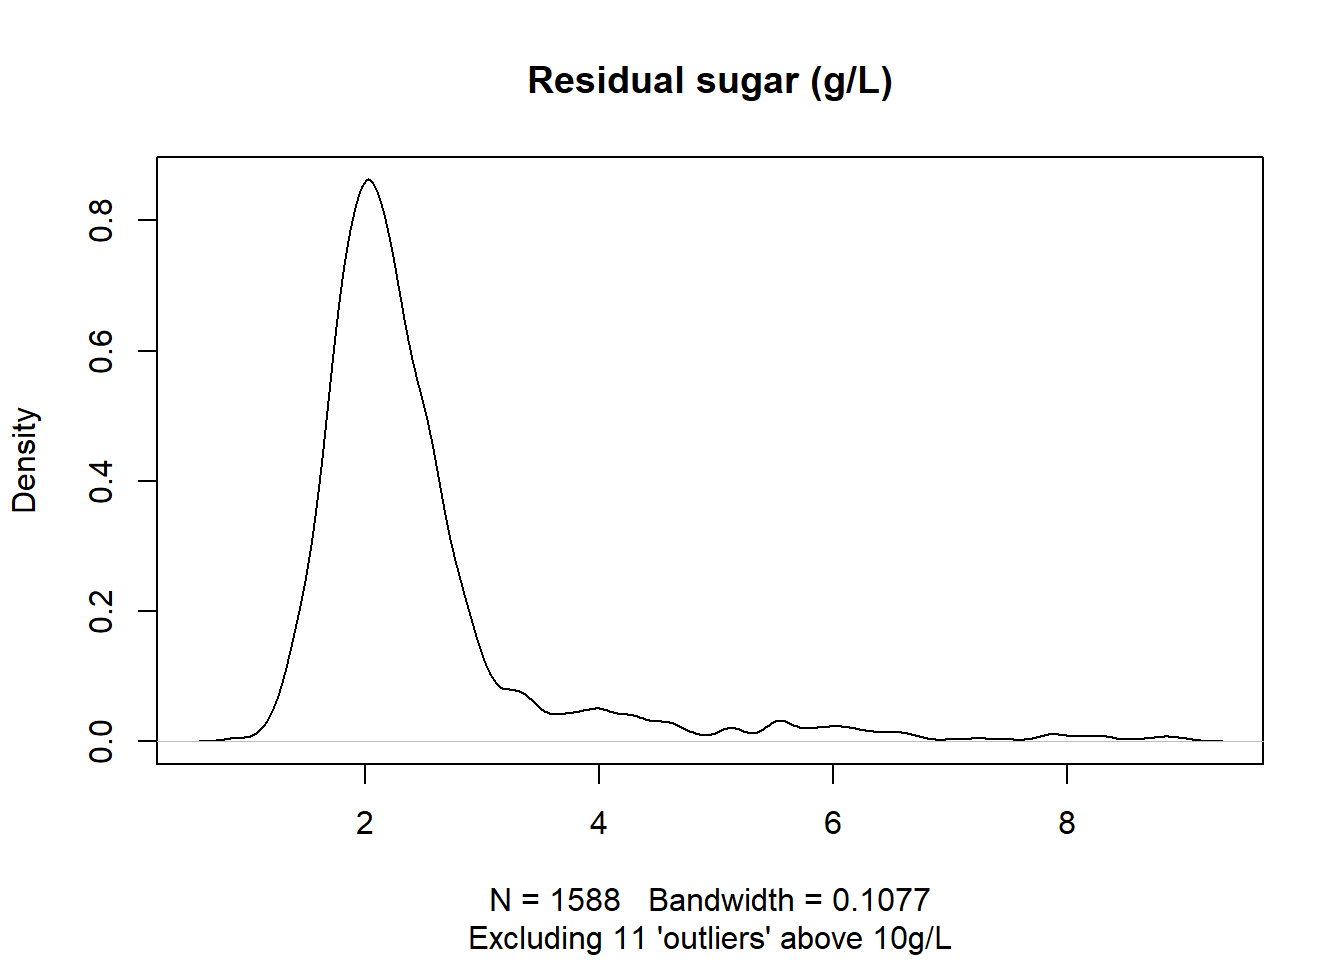 Residual sugar (g/L)
Density
0.8
0.6
0.4
0.2
0.0
2 4 6 8
N = 1588 Bandwidth = 0.1077
Excluding 11 'outliers' above 10g/L